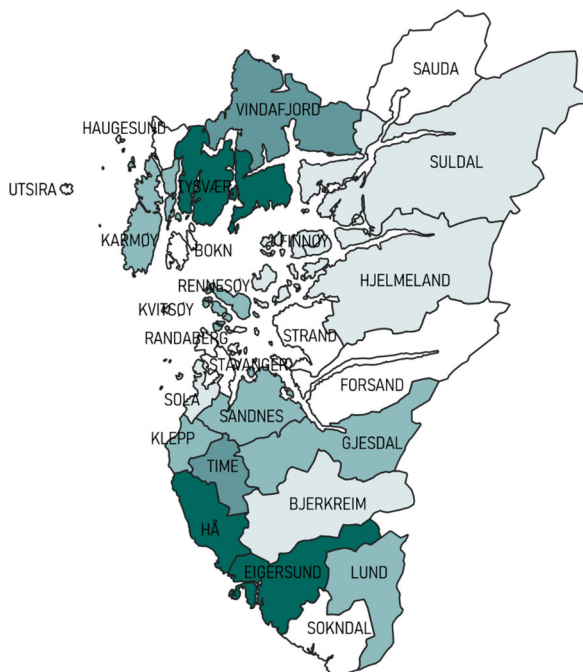 SAUDA
VINDAFJORD
HAUGESUND
SULDAL
UTSIRA
TYSVÆR
KARMØY
BOKN
FINNØY
HJELMELAND
RENNESØY
KVITSØY
RANDABERG
STRAND
STAVANGER
FORSAND
SOLA
SANDNES
KLEPP
GJESDAL
TIME
BJERKREIM
HÅ
EIGERSUND
LUND
SOKNDAL